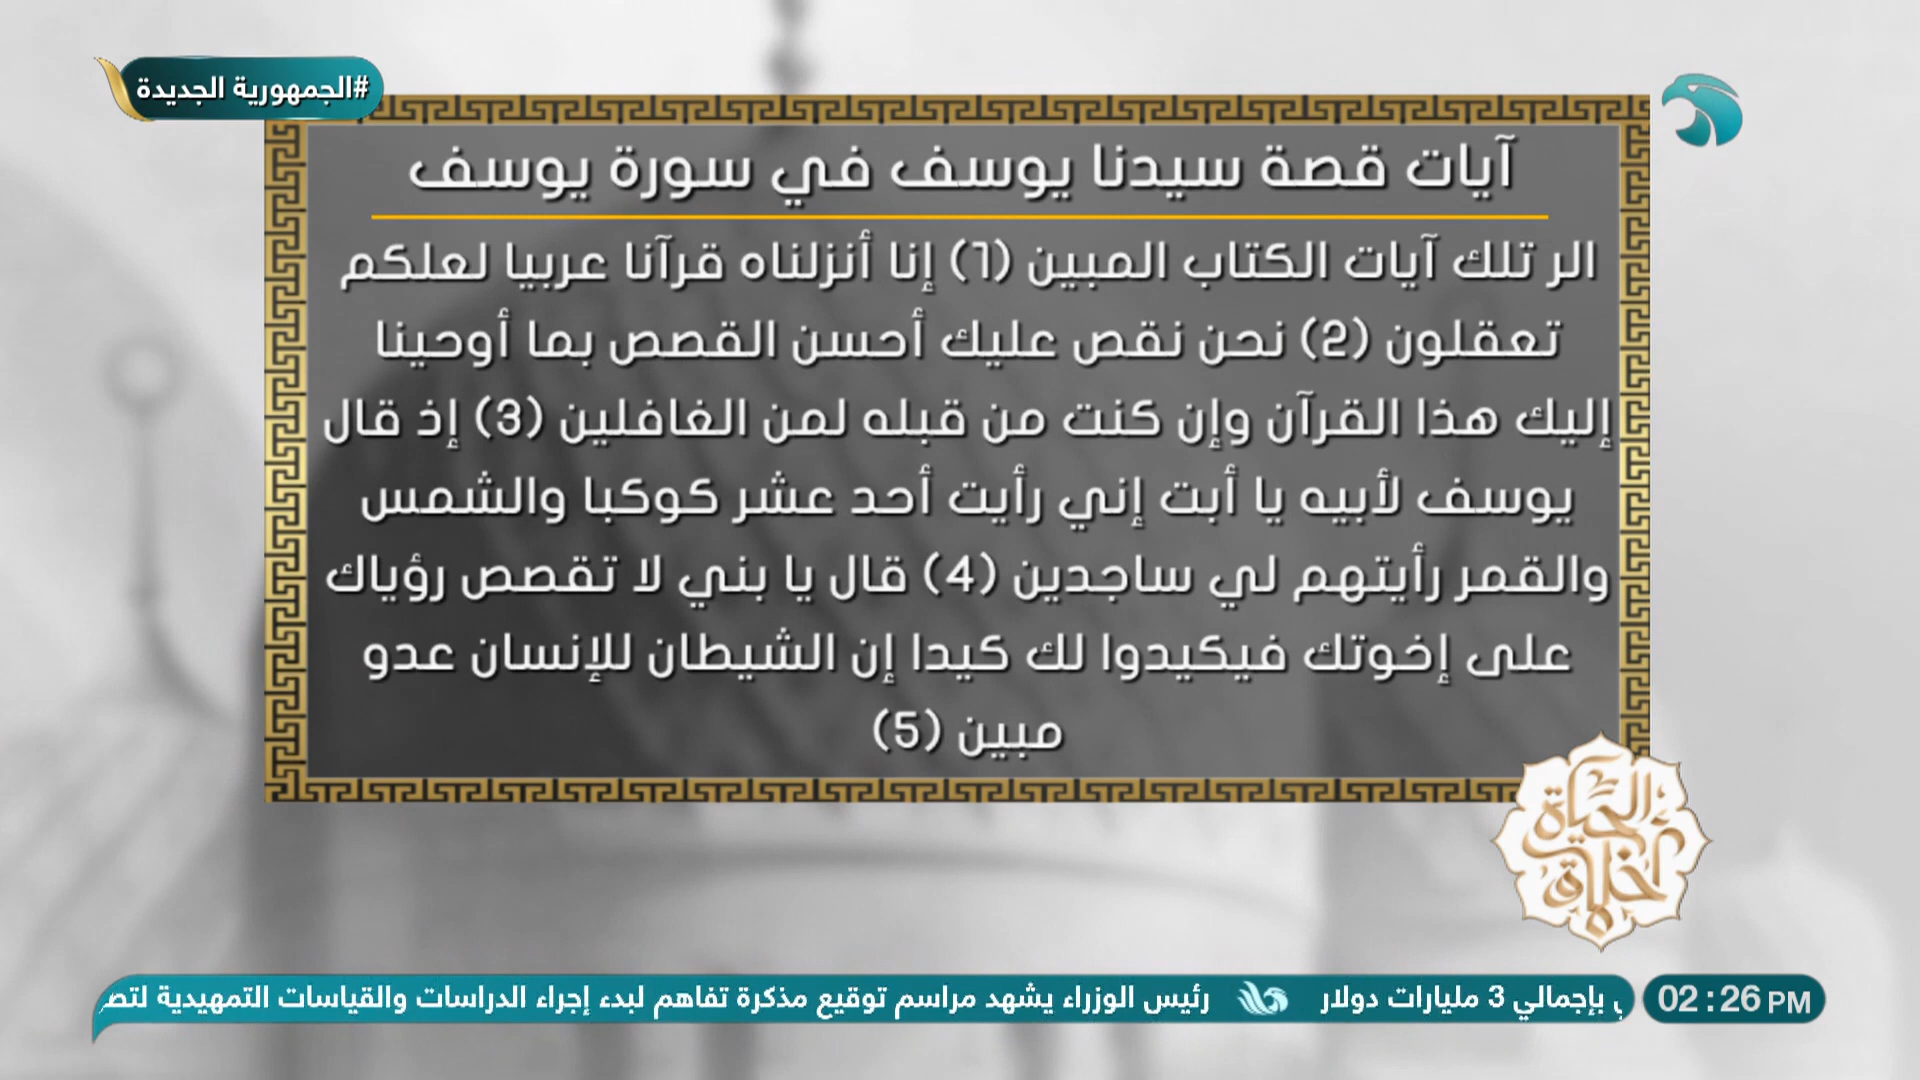 #الجمهورية الجديدة
آيات قصة سيدنا يوسف في سورة يوسف
الر تلك آيات الكتاب المبين (1) إنا أنزلناه قرآنا عربيا لعلكم
تعقلون (2) نحن نقص عليك أحسن القصص بما أوحينا
إليك هذا القرآن وإن كنت من قبله لمن الغافلين (3) إذ قال
يوسف لأبيه يا أبت إني رأيت أحد عشر كوكبا والشمس
والقمر رأيتهم لي ساجدين (4) قال يا بني لا تقصص رؤياك
على إخوتك فيكيدوا لك كيدا إن الشيطان للإنسان عدو
مبين (5)
الحياة
أخلاق
بإجمالي 3 مليارات دولار رئيس الوزراء يشهد مراسم توقيع مذكرة تفاهم لبدء إجراء الدراسات والقياسات التمهيدية
02:26 PM